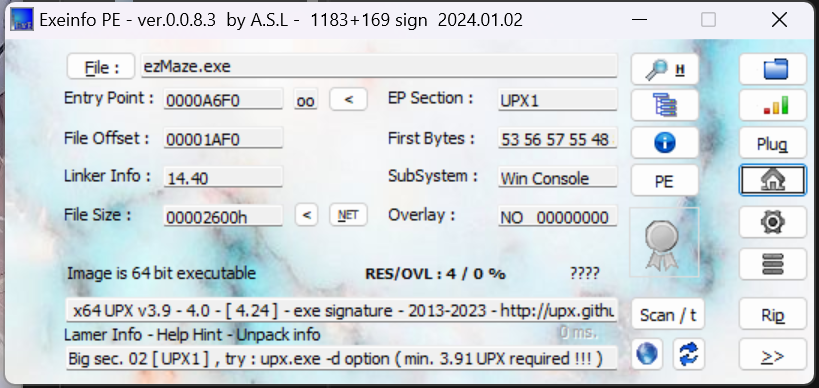 Exeinfo PE - ver.0.0.8.3 by A.S.L - 1183+169 sign 2024.01.02
File : ezMaze.exe H
Entry Point : 0000A6F0 oo < EP Section : UPX1
File Offset : 00001AF0 First Bytes : 53 56 57 55 48 Plug
Linker Info : 14.40 SubSystem : Win Console PE
File Size : 00002600h < NET Overlay : NO 00000000
Image is 64 bit executable RES/OVL : 4 / 0 % ????
x64 UPX v3.9 - 4.0 - [ 4.24 ] - exe signature - 2013-2023 - http://upx.githu Scan / t Rip
Lamer Info - Help Hint - Unpack info 0 ms.
Big sec. 02 [ UPX1 ] , try : upx.exe -d option ( min. 3.91 UPX required !!! ) >>